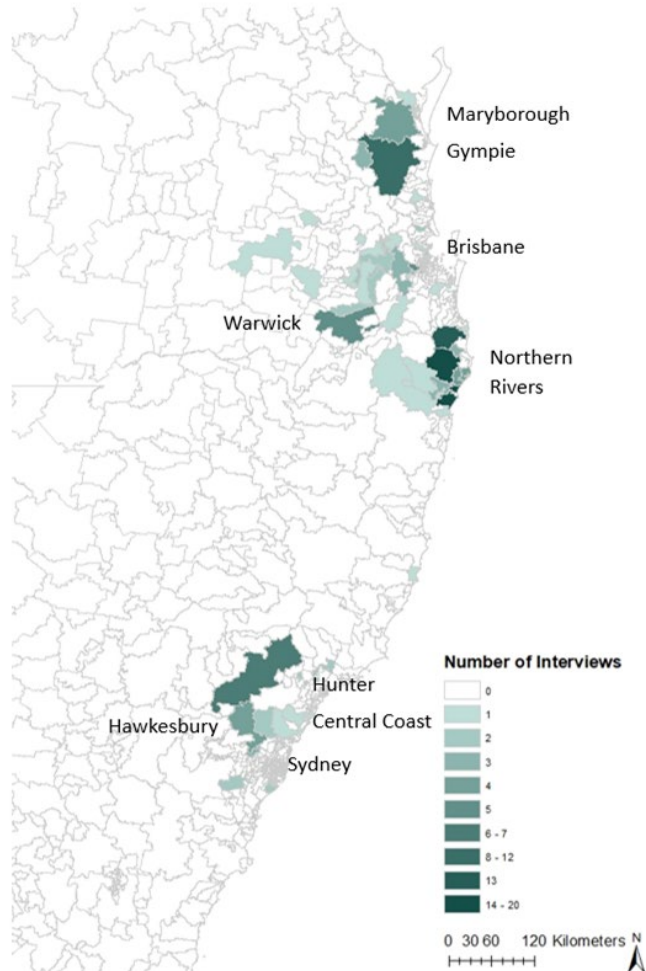 Maryborough
Gympie
Brisbane
Warwick
Northern
Rivers
Hunter
Hawkesbury
Central Coast
Sydney
Number of Interviews
0
1
2
3
4
5
6 - 7
8 - 12
13
14 - 20
0 30 60 120 Kilometers N